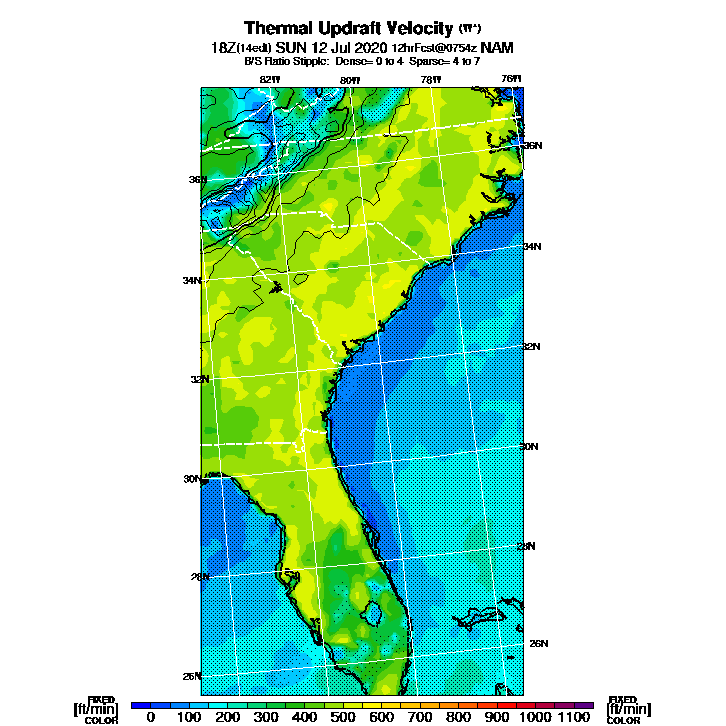 Thermal Updraft Velocity (W*)
18Z(14edt) SUN 12 Jul 2020 12hrFcst@0754z NAM
B/S Ratio Stipple: Dense= 0 to 4 Sparse= 4 to 7
82W 80W 78W 76W
36N
36N
34N
34N
32N
32N
30N
30N
28N
28N
26N
26N
FIXED FIXED
[ft/min] 0 100 200 300 400 500 600 700 800 900 1000 1100 [ft/min]
COLOR COLOR